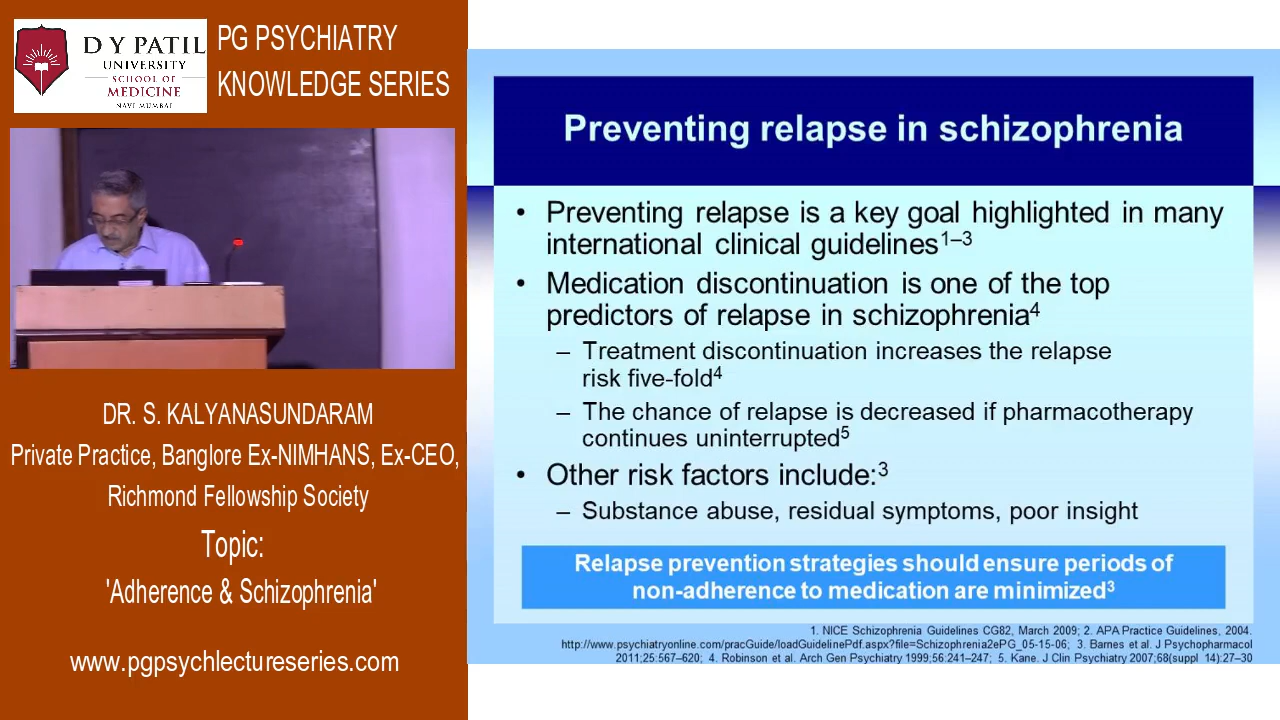 D Y PATIL
UNIVERSITY
SCHOOL OF
MEDICINE
NAVI MUMBAI
PG PSYCHIATRY
KNOWLEDGE SERIES
DR. S. KALYANASUNDARAM
Private Practice, Banglore Ex-NIMHANS, Ex-CEO,
Richmond Fellowship Society
Topic:
'Adherence & Schizophrenia'
www.pgpsychlectureseries.com
Preventing relapse in schizophrenia
• Preventing relapse is a key goal highlighted in many
international clinical guidelines¹⁻³
• Medication discontinuation is one of the top
predictors of relapse in schizophrenia⁴
– Treatment discontinuation increases the relapse
risk five-fold⁴
– The chance of relapse is decreased if pharmacotherapy
continues uninterrupted⁵
• Other risk factors include:³
– Substance abuse, residual symptoms, poor insight
Relapse prevention strategies should ensure periods of
non-adherence to medication are minimized³
1. NICE Schizophrenia Guidelines CG82, March 2009; 2. APA Practice Guidelines, 2004.
http://www.psychiatryonline.com/pracGuide/loadGuidelinePdf.aspx?file=Schizophrenia2ePG_05-15-06; 3. Barnes et al. J Psychopharmacol
2011;25:567–620; 4. Robinson et al. Arch Gen Psychiatry 1999;56:241–247; 5. Kane. J Clin Psychiatry 2007;68(suppl 14):27–30